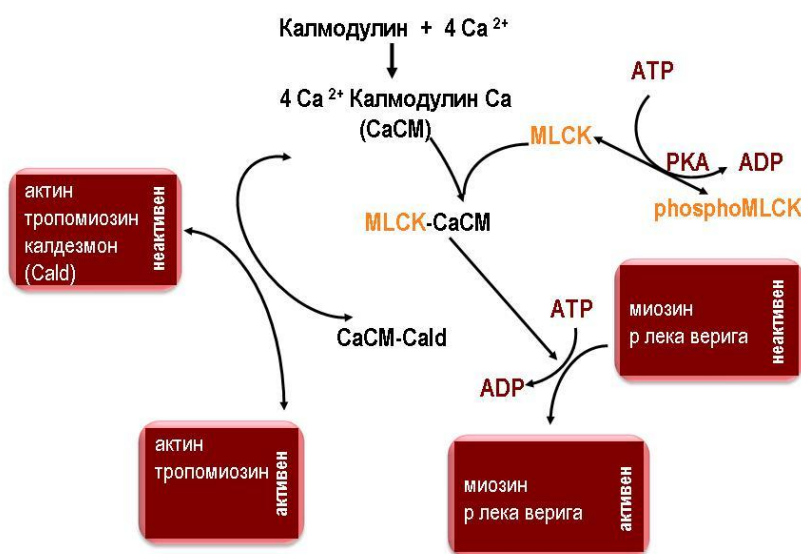 Калмодулин + 4 Ca 2+
4 Ca 2+ Калмодулин Ca
(CaCM)
ATP
MLCK
PKA
ADP
phosphoMLCK
актин
тропомиозин
калдезмон
(Cald)
неактивен
MLCK-CaCM
CaCM-Cald
ATP
ADP
миозин
р лека верига
неактивен
актин
тропомиозин
активен
миозин
р лека верига
активен